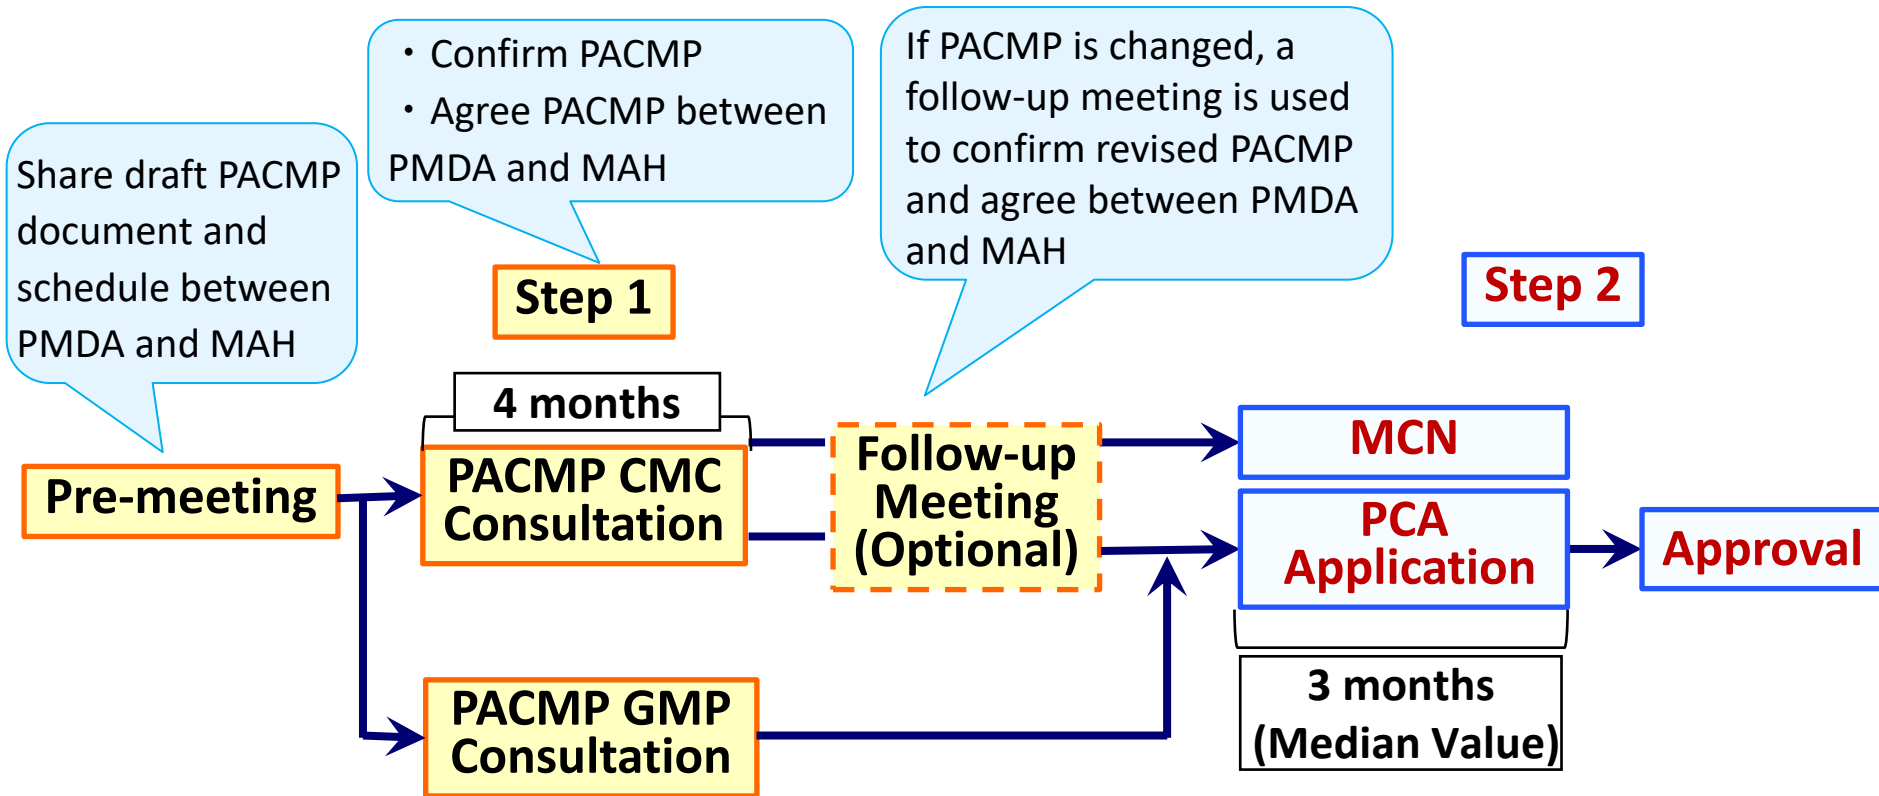 Share draft PACMP
document and
schedule between
PMDA and MAH
・Confirm PACMP
・Agree PACMP between
PMDA and MAH
If PACMP is changed, a
follow-up meeting is used
to confirm revised PACMP
and agree between PMDA
and MAH
Step 1
Step 2
4 months
Pre-meeting
PACMP CMC
Consultation
Follow-up
Meeting
(Optional)
MCN
PCA
Application
Approval
PACMP GMP
Consultation
3 months
(Median Value)